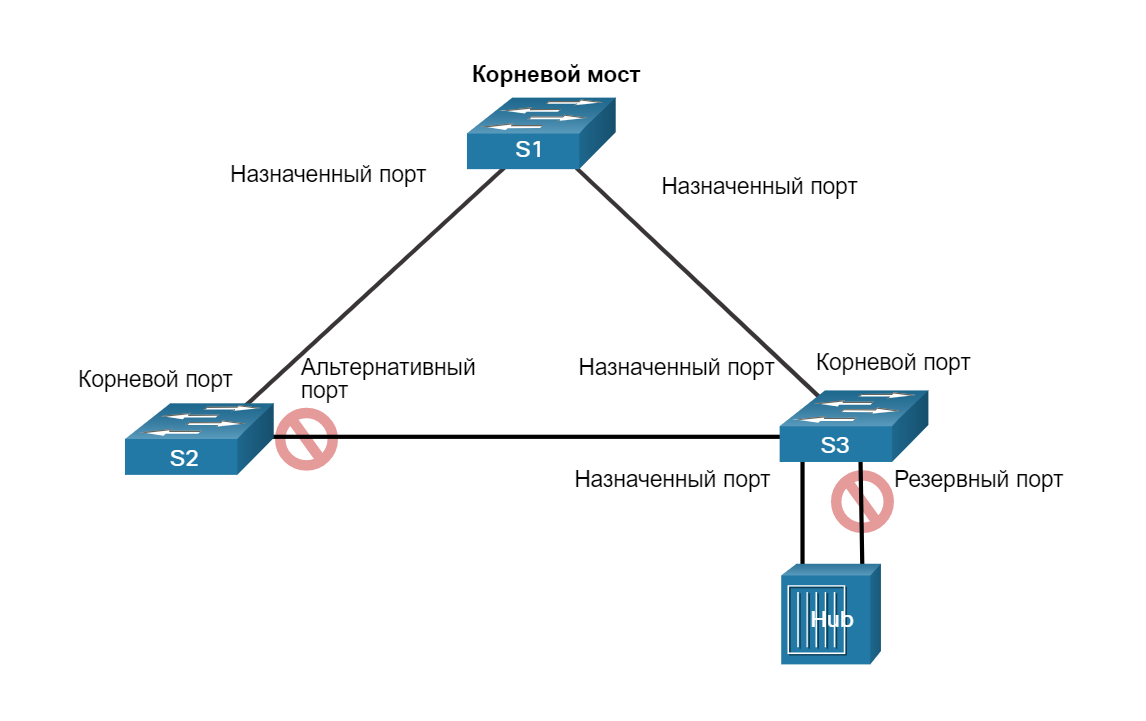 Корневой мост
S1
Назначенный порт
Назначенный порт
Корневой порт
Альтернативный
порт
Назначенный порт
Корневой порт
S2
S3
Назначенный порт
Резервный порт
Hub